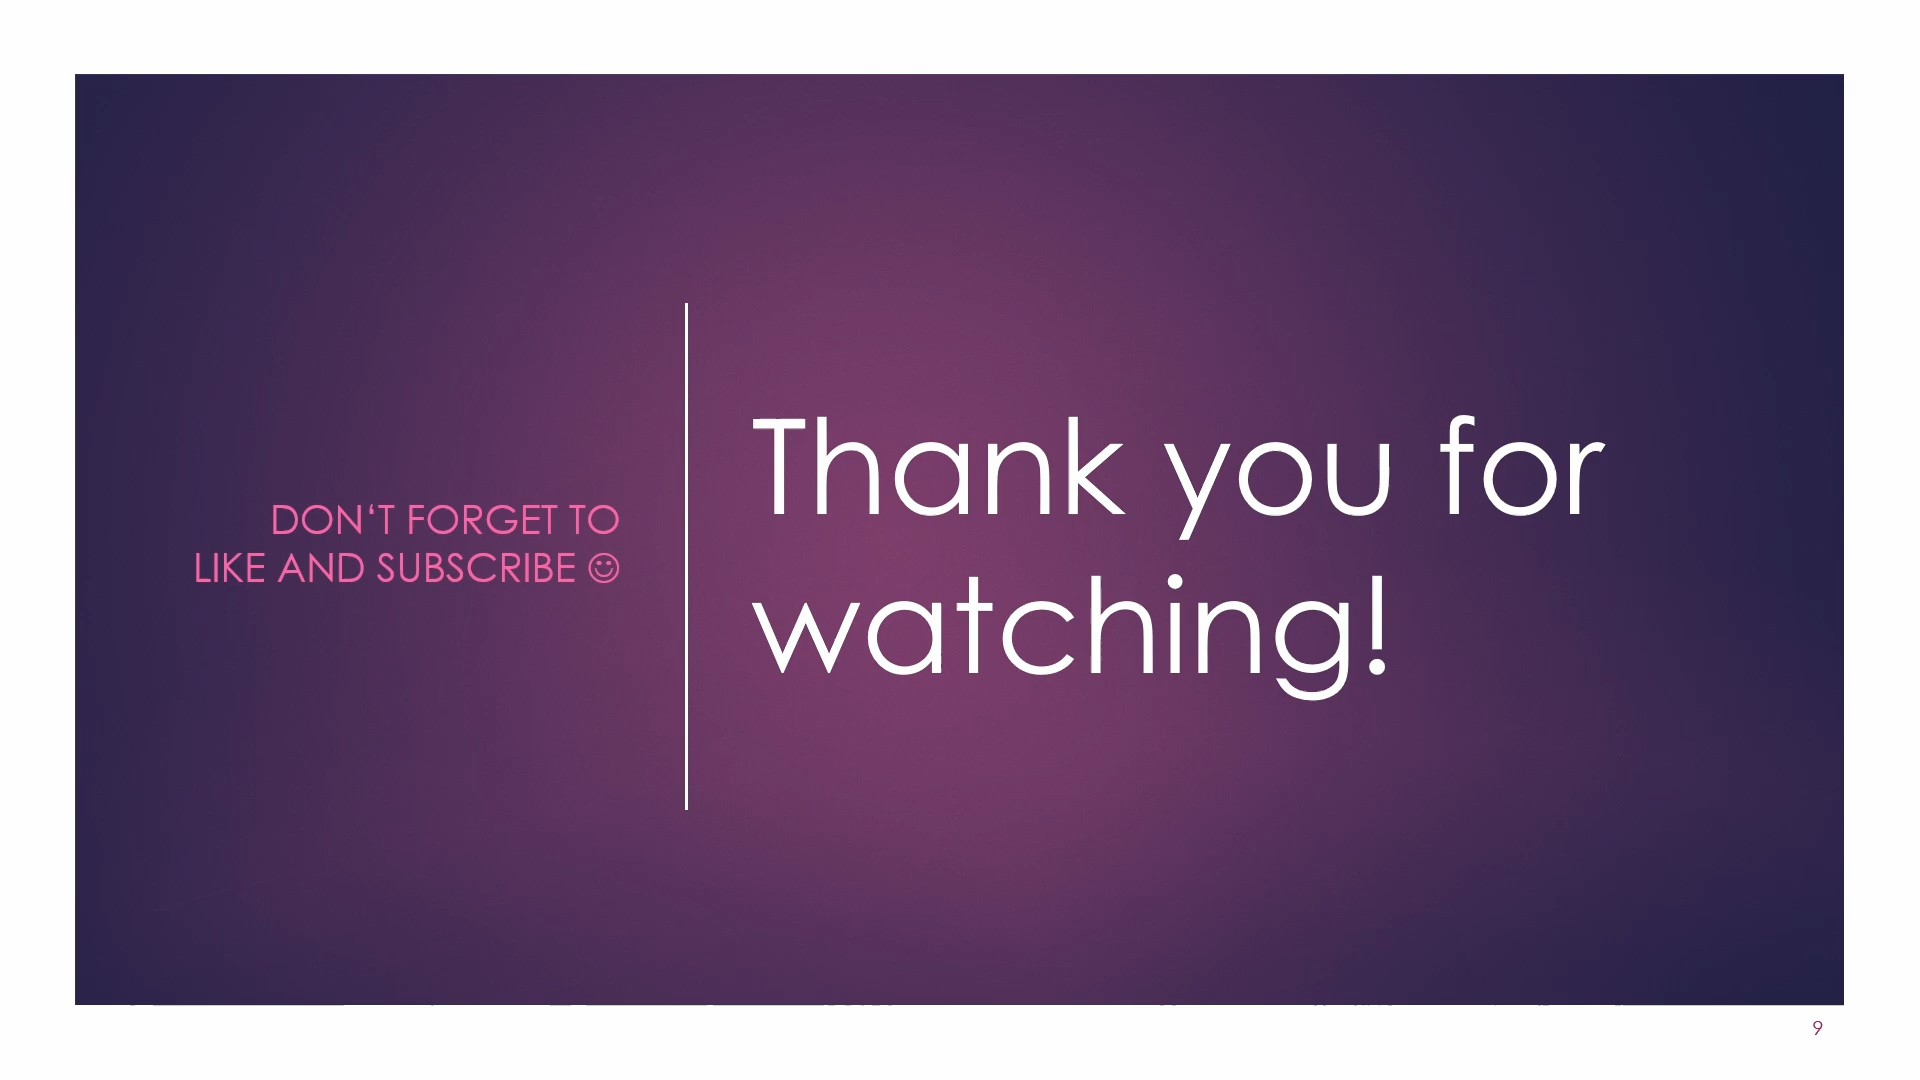 DON‘T FORGET TO
LIKE AND SUBSCRIBE ☺
Thank you for
watching!
9